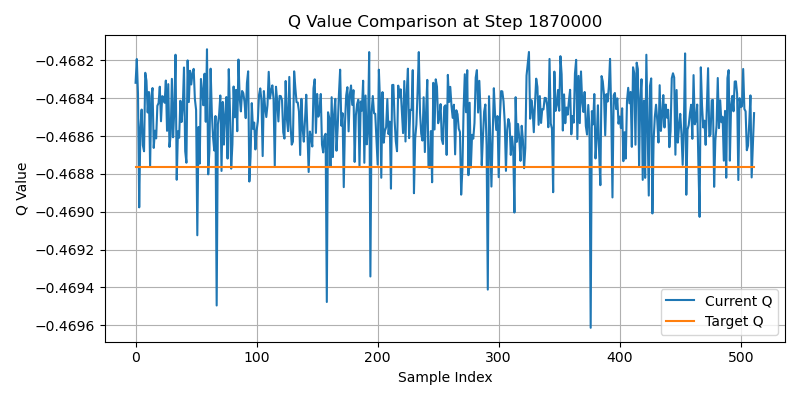 Q Value Comparison at Step 1870000
Q Value
−0.4682
−0.4684
−0.4686
−0.4688
−0.4690
−0.4692
−0.4694
−0.4696
Current Q
Target Q
0 100 200 300 400 500
Sample Index